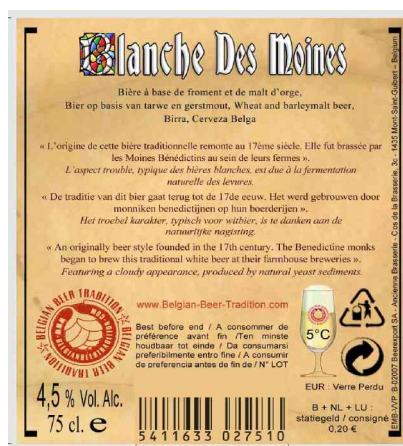 Blanche Des Moines
Bière à base de froment et de malt d'orge,
Bier op basis van tarwe en gerstmout, Wheat and barleymalt beer,
Birra, Cerveza Belga
« L'origine de cette bière traditionnelle remonte au 17ème siècle. Elle fut brassée par
les Moines Bénédictins au sein de leurs fermes ».
L'aspect trouble, typique des bières blanches, est due à la fermentation
naturelle des levures.
« De traditie van dit bier gaat terug tot de 17de eeuw. Het werd gebrouwen door
monniken benedictijnen op hun boerderijen ».
Het troebel karakter, typisch voor witbier, is te danken aan de
natuurlijke nagisting.
« An originally beer style founded in the 17th century. The Benedictine monks
began to brew this traditional white beer at their farmhouse breweries ».
Featuring a cloudy appearance, produced by natural yeast sediments.
BELGIAN BEER TRADITION
BELGIAN BEER TRADITION
WWW.BELGIANBEERTRADITION.COM
www.Belgian-Beer-Tradition.com
Best before end / A consommer de
préférence avant fin /Ten minste
houdbaar tot einde / Da consumarsi
preferibilmente entro fine / A consumir
de preferencia antes de fin de / N° LOT
5°C
EUR : Verre Perdu
B + NL + LU :
statiegeld / consigné
0,20 €
4,5 % Vol. Alc.
75 cl. e
5411633 027510
EMB-VVP B-02007 Beerexport SA - Ancienne Brasserie - Cos de la Brasserie, 3c - 1435 Mont-Saint-Guibert – Belgium